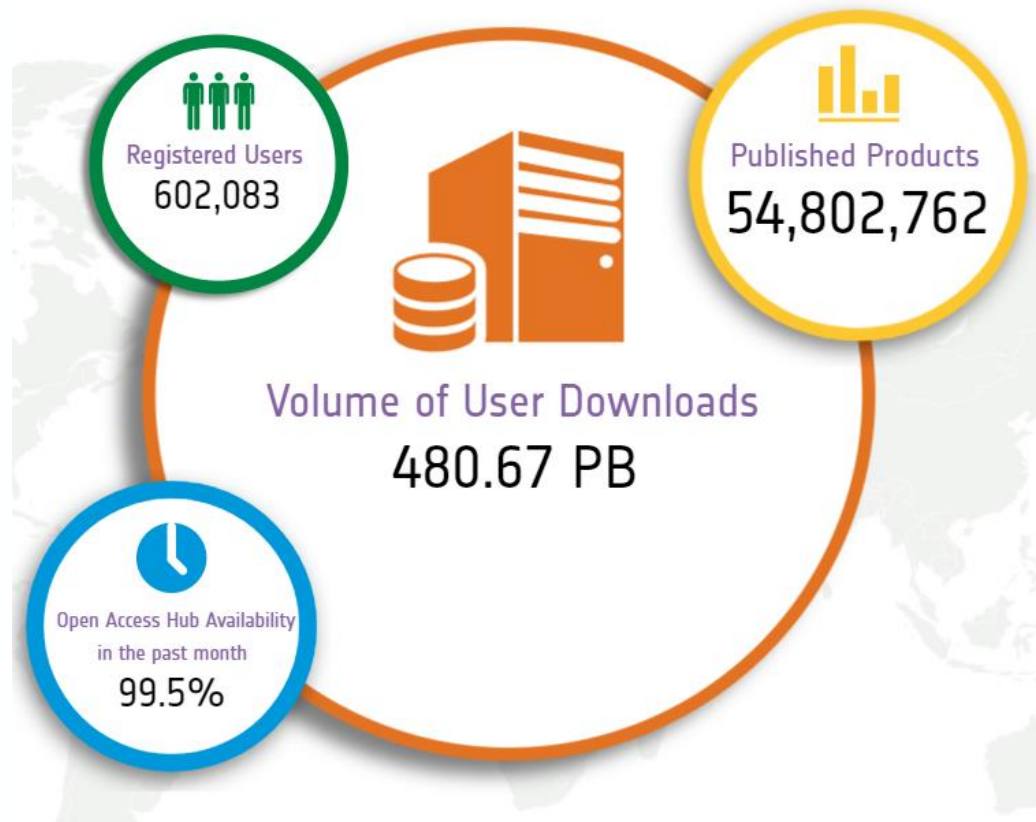 Registered Users
602,083
Published Products
54,802,762
Volume of User Downloads
480.67 PB
Open Access Hub Availability
in the past month
99.5%